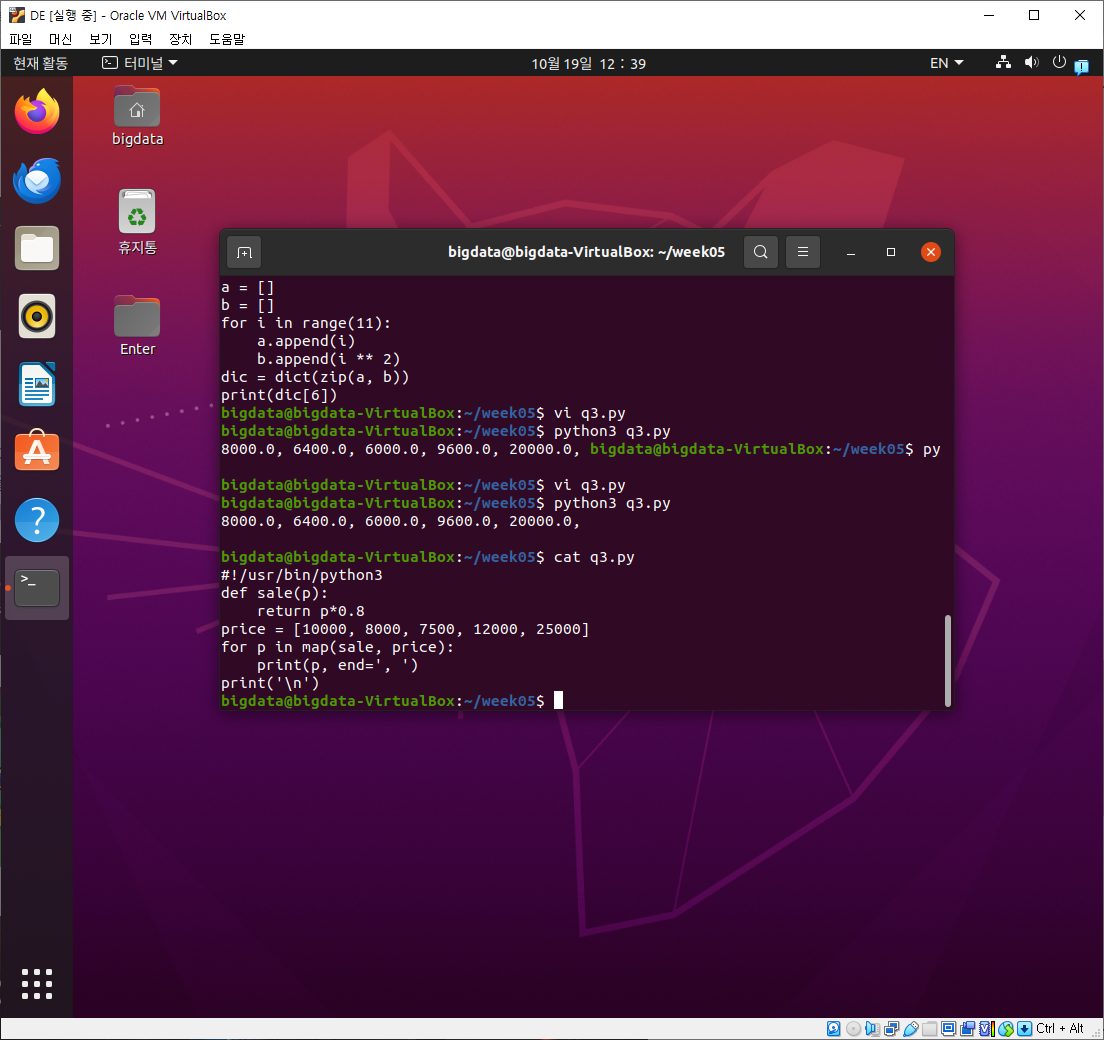 DE [실행 중] - Oracle VM VirtualBox
파일 머신 보기 입력 장치 도움말
현재 활동 터미널 10월 19일 12 : 39 EN
bigdata
휴지통
Enter
bigdata@bigdata-VirtualBox: ~/week05
a = []
b = []
for i in range(11):
    a.append(i)
    b.append(i ** 2)
dic = dict(zip(a, b))
print(dic[6])
bigdata@bigdata-VirtualBox:~/week05$ vi q3.py
bigdata@bigdata-VirtualBox:~/week05$ python3 q3.py
8000.0, 6400.0, 6000.0, 9600.0, 20000.0, bigdata@bigdata-VirtualBox:~/week05$ py
bigdata@bigdata-VirtualBox:~/week05$ vi q3.py
bigdata@bigdata-VirtualBox:~/week05$ python3 q3.py
8000.0, 6400.0, 6000.0, 9600.0, 20000.0,
bigdata@bigdata-VirtualBox:~/week05$ cat q3.py
#!/usr/bin/python3
def sale(p):
    return p*0.8
price = [10000, 8000, 7500, 12000, 25000]
for p in map(sale, price):
    print(p, end=', ')
print('\n')
bigdata@bigdata-VirtualBox:~/week05$
Ctrl + Alt